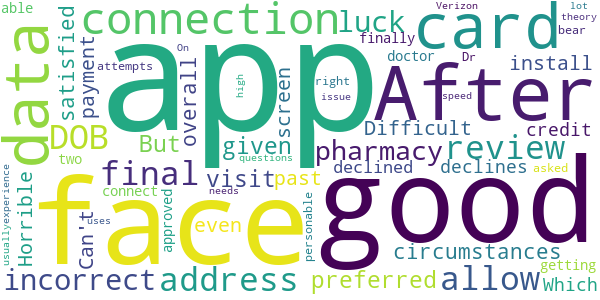 able
connection
luck
card
Verizon
lot
theory
bear
data
satisfied
payment
attempts
On
overall
app
high
screen
finally
doctor
Dr
right
issue
After
install
speed
DOB
But
two
given
questions
Difficult
credit
pharmacy
review
final
visit
past
declined
declines
asked
usually
experience
Horrible
Can't
connect
uses
approved
face
even
needs
personable
good
circumstances
getting
incorrect
address
preferred
allow
Which